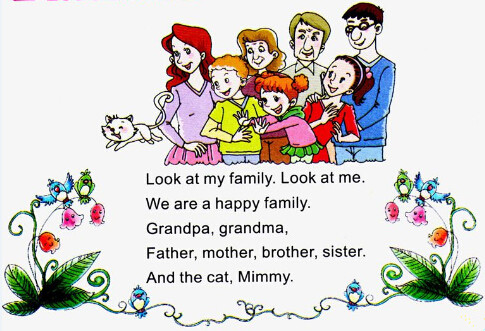 Look at my family. Look at me.
We are a happy family.
Grandpa, grandma,
Father, mother, brother, sister.
And the cat, Mimmy.